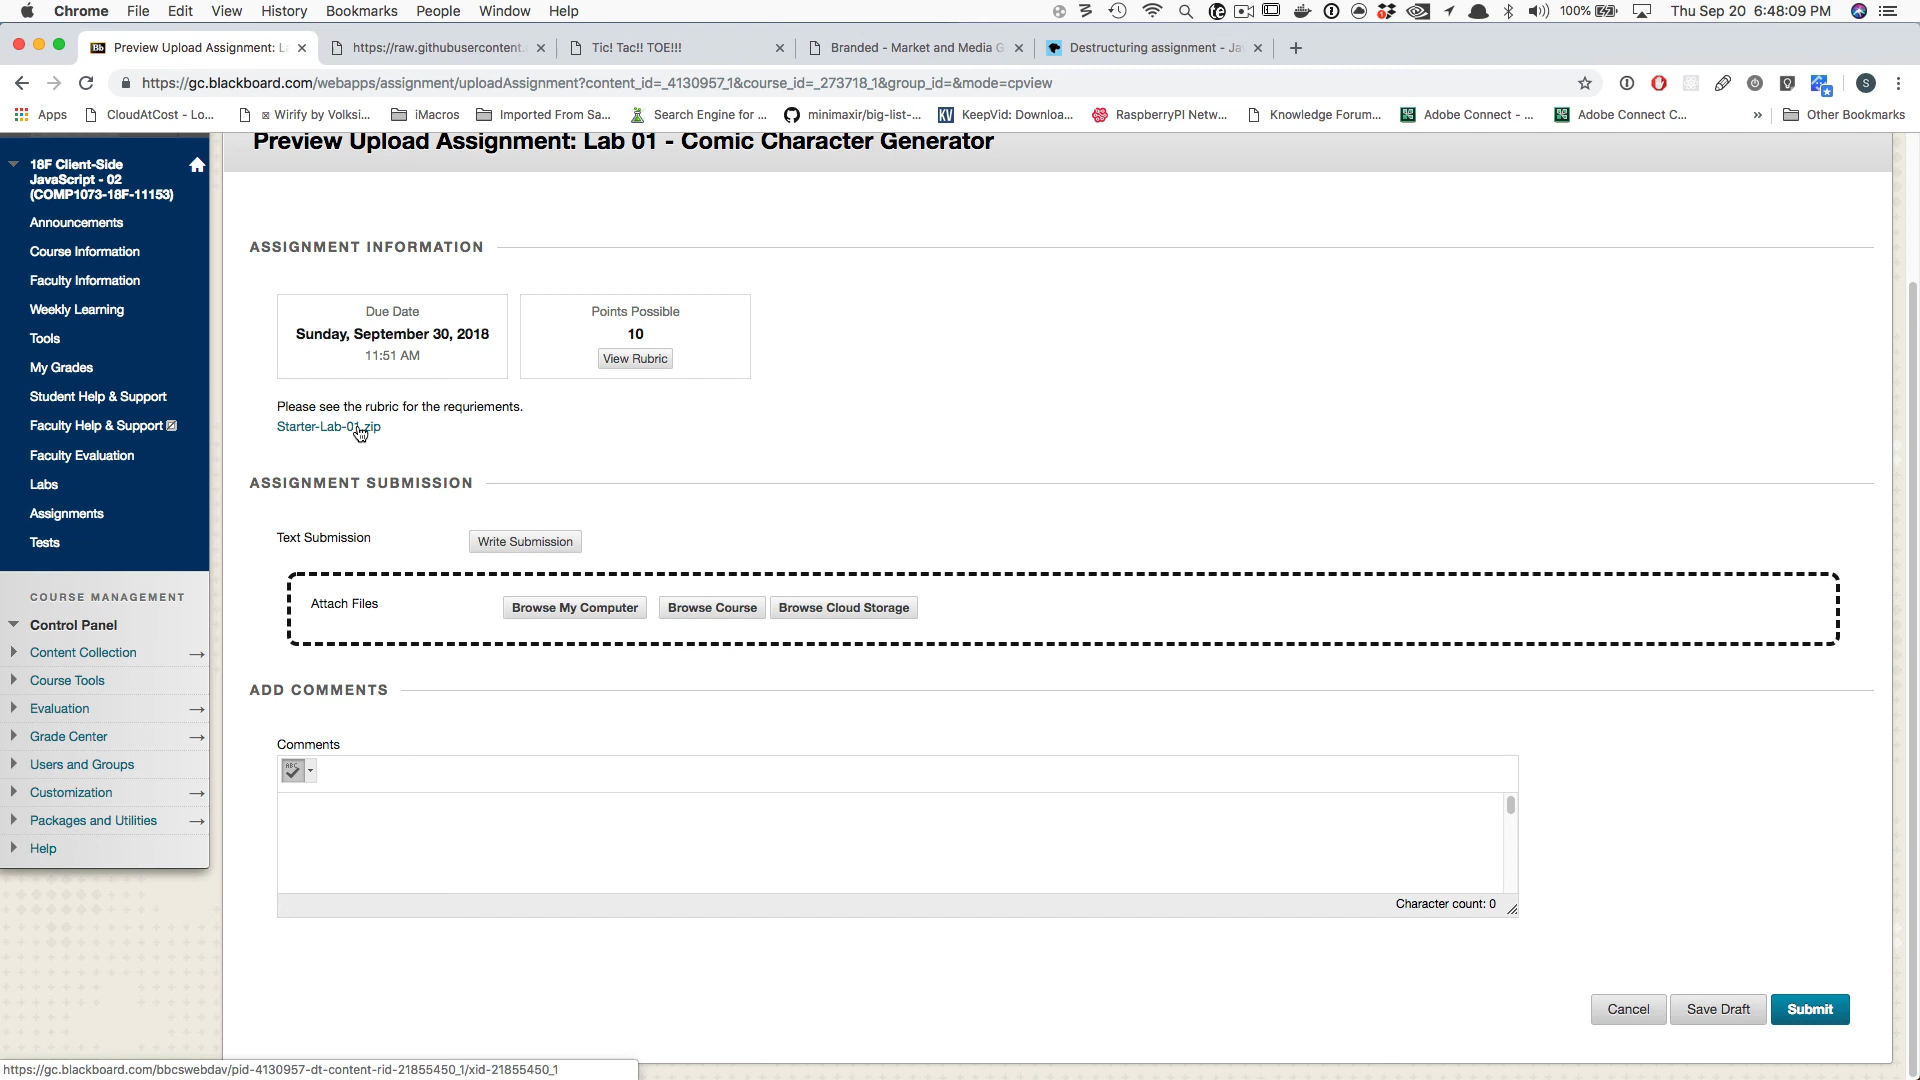 Chrome File Edit View History Bookmarks People Window Help 100% Thu Sep 20 6:48:09 PM
Preview Upload Assignment: L https://raw.githubusercontent. Tic! Tac!! TOE!!! Branded - Market and Media G Destructuring assignment - Ja
https://gc.blackboard.com/webapps/assignment/uploadAssignment?content_id=_4130957_1&course_id=_273718_1&group_id=&mode=cpview
Apps CloudAtCost - Lo... Wirify by Volksi... iMacros Imported From Sa... Search Engine for ... minimaxir/big-list-... KeepVid: Downloa... RaspberryPI Netw... Knowledge Forum... Adobe Connect - ... Adobe Connect C... » Other Bookmarks
Preview Upload Assignment: Lab 01 - Comic Character Generator
18F Client-Side
JavaScript - 02
(COMP1073-18F-11153)
Announcements
Course Information
Faculty Information
Weekly Learning
Tools
My Grades
Student Help & Support
Faculty Help & Support
Faculty Evaluation
Labs
Assignments
Tests
COURSE MANAGEMENT
Control Panel
Content Collection
Course Tools
Evaluation
Grade Center
Users and Groups
Customization
Packages and Utilities
Help
ASSIGNMENT INFORMATION
Due Date
Sunday, September 30, 2018
11:51 AM
Points Possible
10
View Rubric
Please see the rubric for the requriements.
Starter-Lab-01.zip
ASSIGNMENT SUBMISSION
Text Submission Write Submission
Attach Files Browse My Computer Browse Course Browse Cloud Storage
ADD COMMENTS
Comments
ABC
Character count: 0
Cancel Save Draft Submit
https://gc.blackboard.com/bbcswebdav/pid-4130957-dt-content-rid-21855450_1/xid-21855450_1